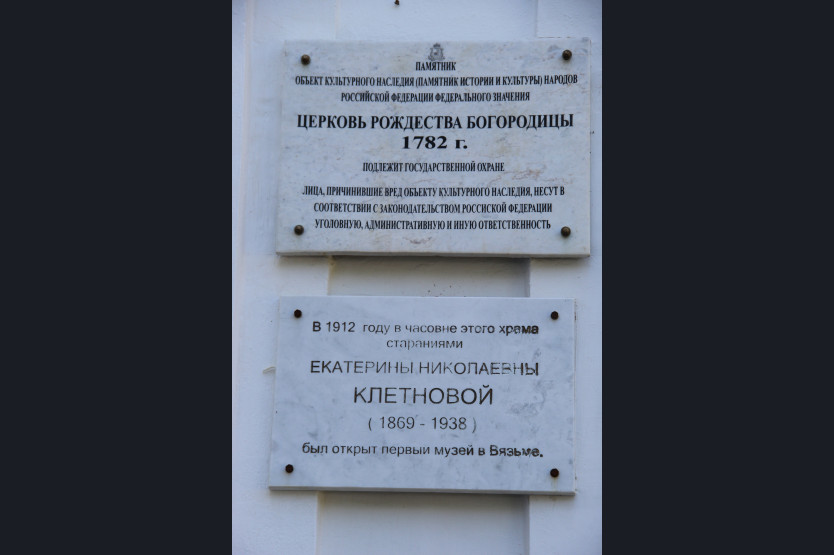 ПАМЯТНИК
ОБЪЕКТ КУЛЬТУРНОГО НАСЛЕДИЯ (ПАМЯТНИК ИСТОРИИ И КУЛЬТУРЫ) НАРОДОВ
РОССИЙСКОЙ ФЕДЕРАЦИИ ФЕДЕРАЛЬНОГО ЗНАЧЕНИЯ
ЦЕРКОВЬ РОЖДЕСТВА БОГОРОДИЦЫ
1782 г.
ПОДЛЕЖИТ ГОСУДАРСТВЕННОЙ ОХРАНЕ
ЛИЦА, ПРИЧИНИВШИЕ ВРЕД ОБЪЕКТУ КУЛЬТУРНОГО НАСЛЕДИЯ, НЕСУТ В
СООТВЕТСТВИИ С ЗАКОНОДАТЕЛЬСТВОМ РОССИСКОЙ ФЕДЕРАЦИИ
УГОЛОВНУЮ, АДМИНИСТРАТИВНУЮ И ИНУЮ ОТВЕТСТВЕННОСТЬ
В 1912 году в часовне этого храма
стараниями
ЕКАТЕРИНЫ НИКОЛАЕВНЫ
КЛЕТНОВОЙ
( 1869 - 1938 )
был открыт первый музей в Вязьме.